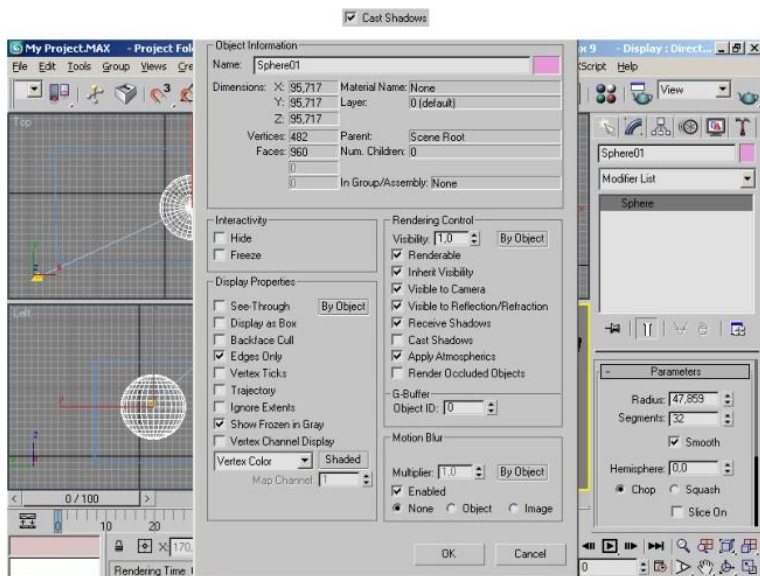 Cast Shadows
My Project.MAX - Project Fol
ax 9 - Display : Direct...
File Edit Tools Group Views Cre
XScript Help
View
Object Information
Name: Sphere01
Dimensions: X: 95,717 Material Name: None
Y: 95,717 Layer: 0 (default)
Z: 95,717
Vertices: 482 Parent: Scene Root
Faces: 960 Num. Children: 0
0
0 In Group/Assembly: None
Interactivity
Hide
Freeze
Display Properties
See-Through By Object
Display as Box
Backface Cull
Edges Only
Vertex Ticks
Trajectory
Ignore Extents
Show Frozen in Gray
Vertex Channel Display
Vertex Color Shaded
Map Channel: 1
Rendering Control
Visibility: 1,0 By Object
Renderable
Inherit Visibility
Visible to Camera
Visible to Reflection/Refraction
Receive Shadows
Cast Shadows
Apply Atmospherics
Render Occluded Objects
G-Buffer
Object ID: 0
Motion Blur
Multiplier: 1,0 By Object
Enabled
None Object Image
OK Cancel
Top
Left
0 / 100
0 10 20
X: 170,
Rendering Time
Sphere01
Modifier List
Sphere
Parameters
Radius: 47,859
Segments: 32
Smooth
Hemisphere: 0,0
Chop Squash
Slice On
0